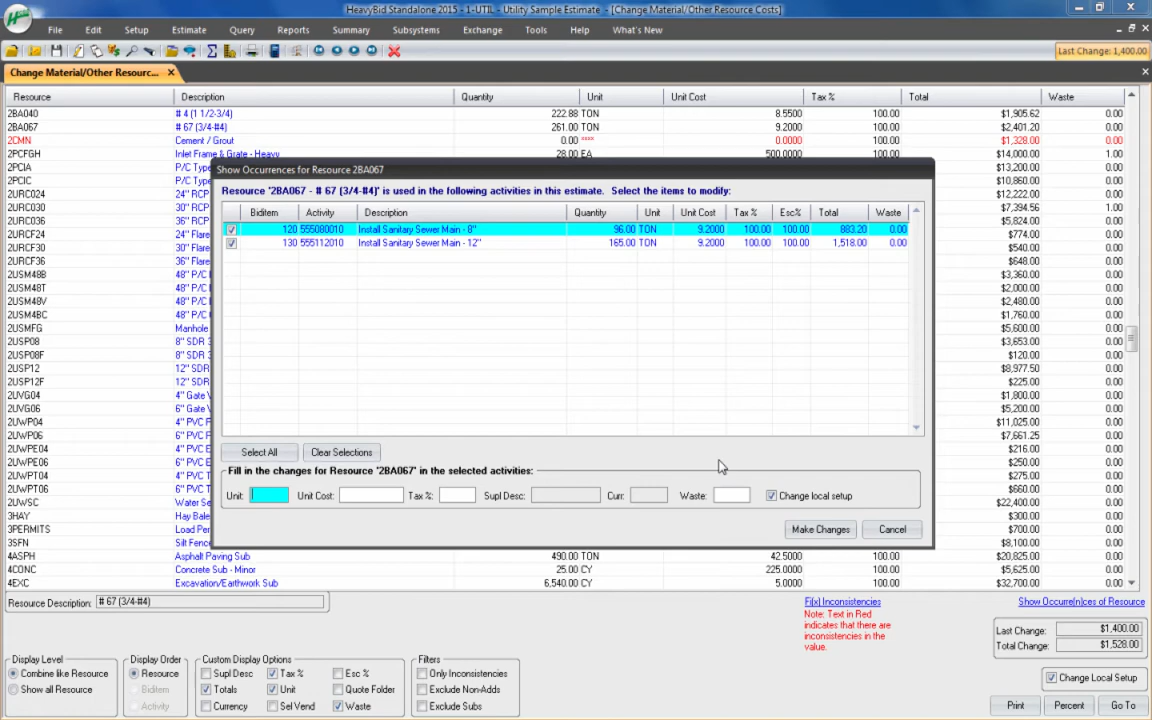 HeavyBid Standalone 2015 - 1-UTIL - Utility Sample Estimate - [Change Material/Other Resource Costs]
File Edit Setup Estimate Query Reports Summary Subsystems Exchange Tools Help What's New
Last Change: 1,400.00
Change Material/Other Resourc...
Resource Description Quantity Unit Unit Cost Tax % Total Waste
2BA040 # 4 (1 1/2-3/4) 222.88 TON 8.5500 100.00 $1,905.62 0.00
2BA067 # 67 (3/4-#4) 261.00 TON 9.2000 100.00 $2,401.20 0.00
2CMN Cement / Grout 0.00 **** 0.0000 100.00 $1,328.00 0.00
2PCFGH Inlet Frame & Grate - Heavy 28.00 EA 500.0000 100.00 $14,000.00 1.00
2PCIA P/C Type $13,200.00 0.00
2PCIC P/C Type $10,860.00 0.00
2URC024 24" RCP $12,222.00 0.00
2URCO30 30" RCP $7,394.56 1.00
2URCO36 36" RCP $5,824.00 0.00
2URCF24 24" Flare $774.00 0.00
2URCF30 30" Flare $540.00 0.00
2URCF36 36" Flare $648.00 0.00
2USM48B 48" P/C $3,360.00 0.00
2USM48T 48" P/C $2,000.00 0.00
2USM48V 48" P/C $2,480.00 0.00
2USM4BC 48" P/C $1,760.00 0.00
2USMFG Manhole $5,600.00 0.00
2USP08 8" SDR 3 $3,653.00 0.00
2USP08F 8" SDR 3 $120.00 0.00
2USP12 12" SDR $8,977.50 0.00
2USP12F 12" SDR $225.00 0.00
2UVG04 4" Gate V $1,800.00 0.00
2UVG06 6" Gate V $5,200.00 0.00
2UWP04 4" PVC P $11,025.00 0.00
2UWP06 6" PVC P $7,661.25 0.00
2UWPE04 4" PVC E $216.00 0.00
2UWPE06 6" PVC E $250.00 0.00
2UWPT04 4" PVC T $275.00 0.00
2UWPT06 6" PVC T $660.00 0.00
2UWSC Water Se $22,400.00 0.00
3HAY Hay Bale $300.00 0.00
3PERMITS Load Per $700.00 0.00
3SFN Silt Fence $8,100.00 0.00
4ASPH Asphalt Paving Sub 490.00 TON 42.5000 100.00 $20,825.00 0.00
4CONC Concrete Sub - Minor 25.00 CY 225.0000 100.00 $5,625.00 0.00
4EXC Excavation/Earthwork Sub 6,540.00 CY 5.0000 100.00 $32,700.00 0.00
Show Occurrences for Resource 2BA067
Resource '2BA067 - # 67 (3/4-#4)' is used in the following activities in this estimate. Select the items to modify:
Biditem Activity Description Quantity Unit Unit Cost Tax % Esc% Total Waste
120 555080010 Install Sanitary Sewer Main - 8" 96.00 TON 9.2000 100.00 100.00 883.20 0.00
130 555112010 Install Sanitary Sewer Main - 12" 165.00 TON 9.2000 100.00 100.00 1,518.00 0.00
Select All Clear Selections
Fill in the changes for Resource '2BA067' in the selected activities:
Unit: Unit Cost: Tax %: Supl Desc: Curr: Waste: Change local setup
Make Changes Cancel
Resource Description: # 67 (3/4-#4)
Fi(x) Inconsistencies
Show Occurre(n)ces of Resource
Note: Text in Red
indicates that there are
inconsistencies in the
value.
Last Change: $1,400.00
Total Change: $1,528.00
Display Level Display Order Custom Display Options Filters
Combine like Resource Resource Supl Desc Tax % Esc % Only Inconsistencies Change Local Setup
Show all Resource Biditem Totals Unit Quote Folder Exclude Non-Adds
Activity Currency Sel Vend Waste Exclude Subs Print Percent Go To